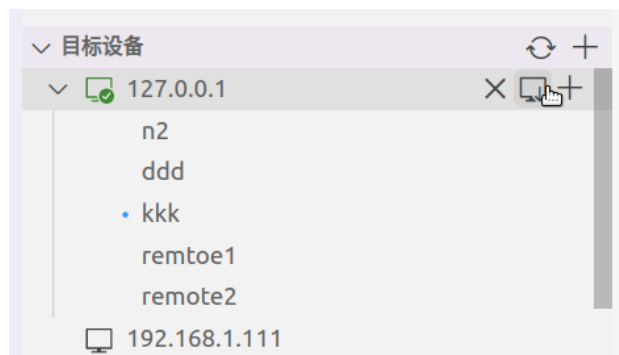 目标设备
127.0.0.1
n2
ddd
kkk
remtoe1
remote2
192.168.1.111